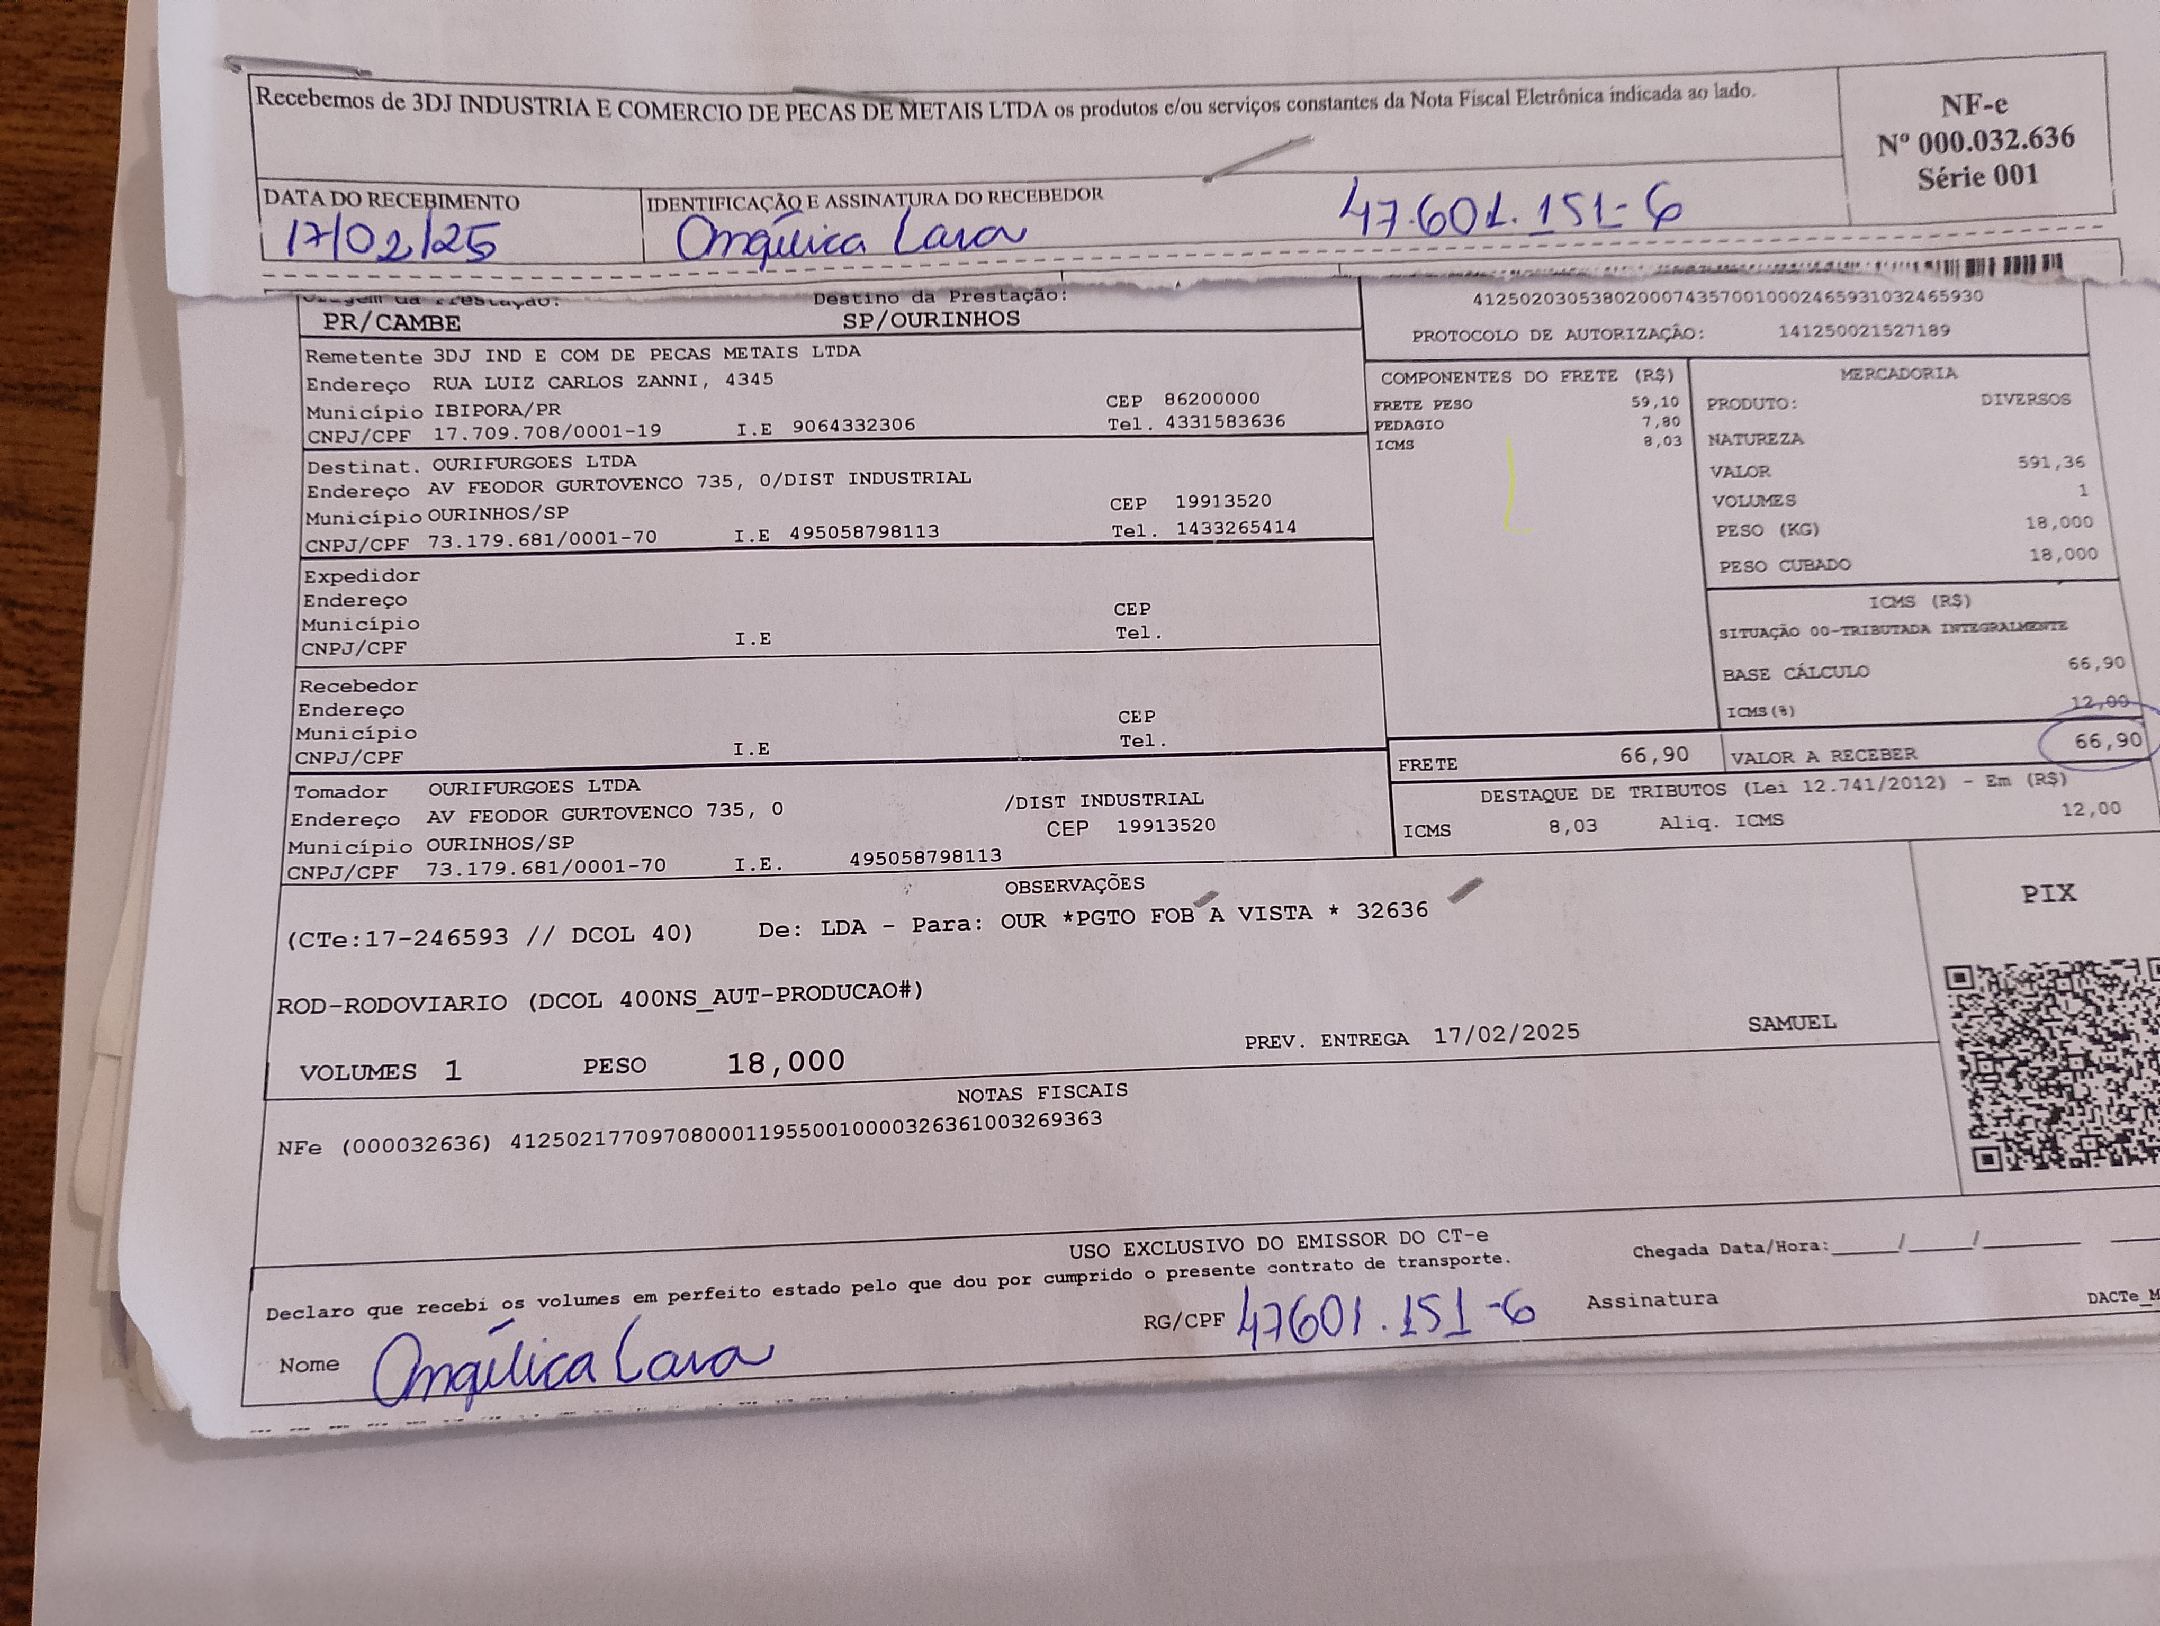 Recebemos de 3DJ INDUSTRIA E COMERCIO DE PECAS DE METAIS LTDA os produtos e/ou serviços constantes da Nota Fiscal Eletrônica indicada ao lado.
NF-e
Nº 000.032.636
Série 001
DATA DO RECEBIMENTO
17/02/25
IDENTIFICAÇÃO E ASSINATURA DO RECEBEDOR
Angélica Lara 47.601.151-6
da Prestação: Destino da Prestação:
PR/CAMBE SP/OURINHOS
41250203053802000743570010002465931032465930
PROTOCOLO DE AUTORIZAÇÃO: 141250021527189
Remetente 3DJ IND E COM DE PECAS METAIS LTDA
Endereço RUA LUIZ CARLOS ZANNI, 4345
Município IBIPORA/PR CEP 86200000
CNPJ/CPF 17.709.708/0001-19 I.E 9064332306 Tel. 4331583636
Destinat. OURIFURGOES LTDA
Endereço AV FEODOR GURTOVENCO 735, 0/DIST INDUSTRIAL
Município OURINHOS/SP CEP 19913520
CNPJ/CPF 73.179.681/0001-70 I.E 495058798113 Tel. 1433265414
Expedidor
Endereço
Município CEP
CNPJ/CPF I.E Tel.
Recebedor
Endereço
Município CEP
CNPJ/CPF I.E Tel.
Tomador OURIFURGOES LTDA
Endereço AV FEODOR GURTOVENCO 735, 0 /DIST INDUSTRIAL
Município OURINHOS/SP CEP 19913520
CNPJ/CPF 73.179.681/0001-70 I.E. 495058798113
COMPONENTES DO FRETE (R$)
FRETE PESO 59,10
PEDAGIO 7,80
ICMS 8,03
MERCADORIA
PRODUTO: DIVERSOS
NATUREZA
VALOR 591,36
VOLUMES 1
PESO (KG) 18,000
PESO CUBADO 18,000
ICMS (R$)
SITUAÇÃO 00-TRIBUTADA INTEGRALMENTE
BASE CÁLCULO 66,90
ICMS(%) 12,00
FRETE 66,90 VALOR A RECEBER 66,90
DESTAQUE DE TRIBUTOS (Lei 12.741/2012) - Em (R$)
ICMS 8,03 Aliq. ICMS 12,00
OBSERVAÇÕES
(CTe:17-246593 // DCOL 40) De: LDA - Para: OUR *PGTO FOB A VISTA * 32636
ROD-RODOVIARIO (DCOL 400NS_AUT-PRODUCAO#)
VOLUMES 1 PESO 18,000 PREV. ENTREGA 17/02/2025 SAMUEL
PIX
NOTAS FISCAIS
NFe (000032636) 41250217709708000119550010000326361003269363
USO EXCLUSIVO DO EMISSOR DO CT-e
Declaro que recebi os volumes em perfeito estado pelo que dou por cumprido o presente contrato de transporte.
Chegada Data/Hora:____/____/______
Nome Angélica Lara RG/CPF 47601.151-6 Assinatura
DACTe_M